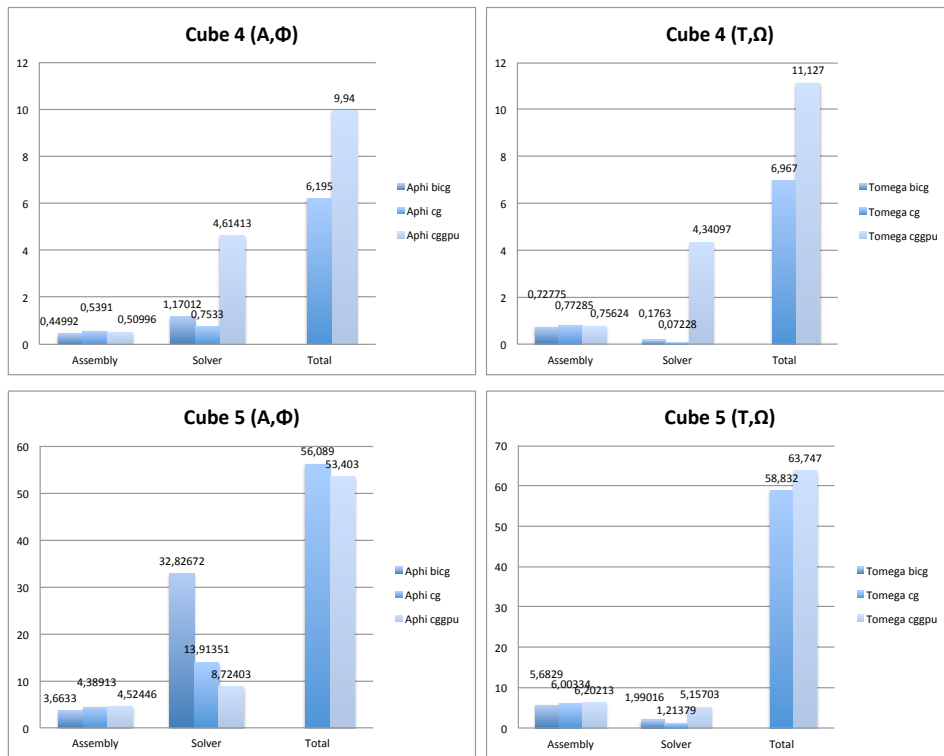 Cube 4 (A,Φ)
12
10
8
6
4
2
0
0,44992
0,5391
0,50996
1,17012
0,7533
4,61413
6,195
9,94
Assembly
Solver
Total
Aphi bicg
Aphi cg
Aphi cggpu
Cube 4 (T,Ω)
12
10
8
6
4
2
0
0,72775
0,77285
0,75624
0,1763
0,07228
4,34097
6,967
11,127
Assembly
Solver
Total
Tomega bicg
Tomega cg
Tomega cggpu
Cube 5 (A,Φ)
60
50
40
30
20
10
0
3,6633
4,38913
4,52446
32,82672
13,91351
8,72403
56,089
53,403
Assembly
Solver
Total
Aphi bicg
Aphi cg
Aphi cggpu
Cube 5 (T,Ω)
70
60
50
40
30
20
10
0
5,6829
6,00334
6,20213
1,99016
1,21379
5,15703
58,832
63,747
Assembly
Solver
Total
Tomega bicg
Tomega cg
Tomega cggpu